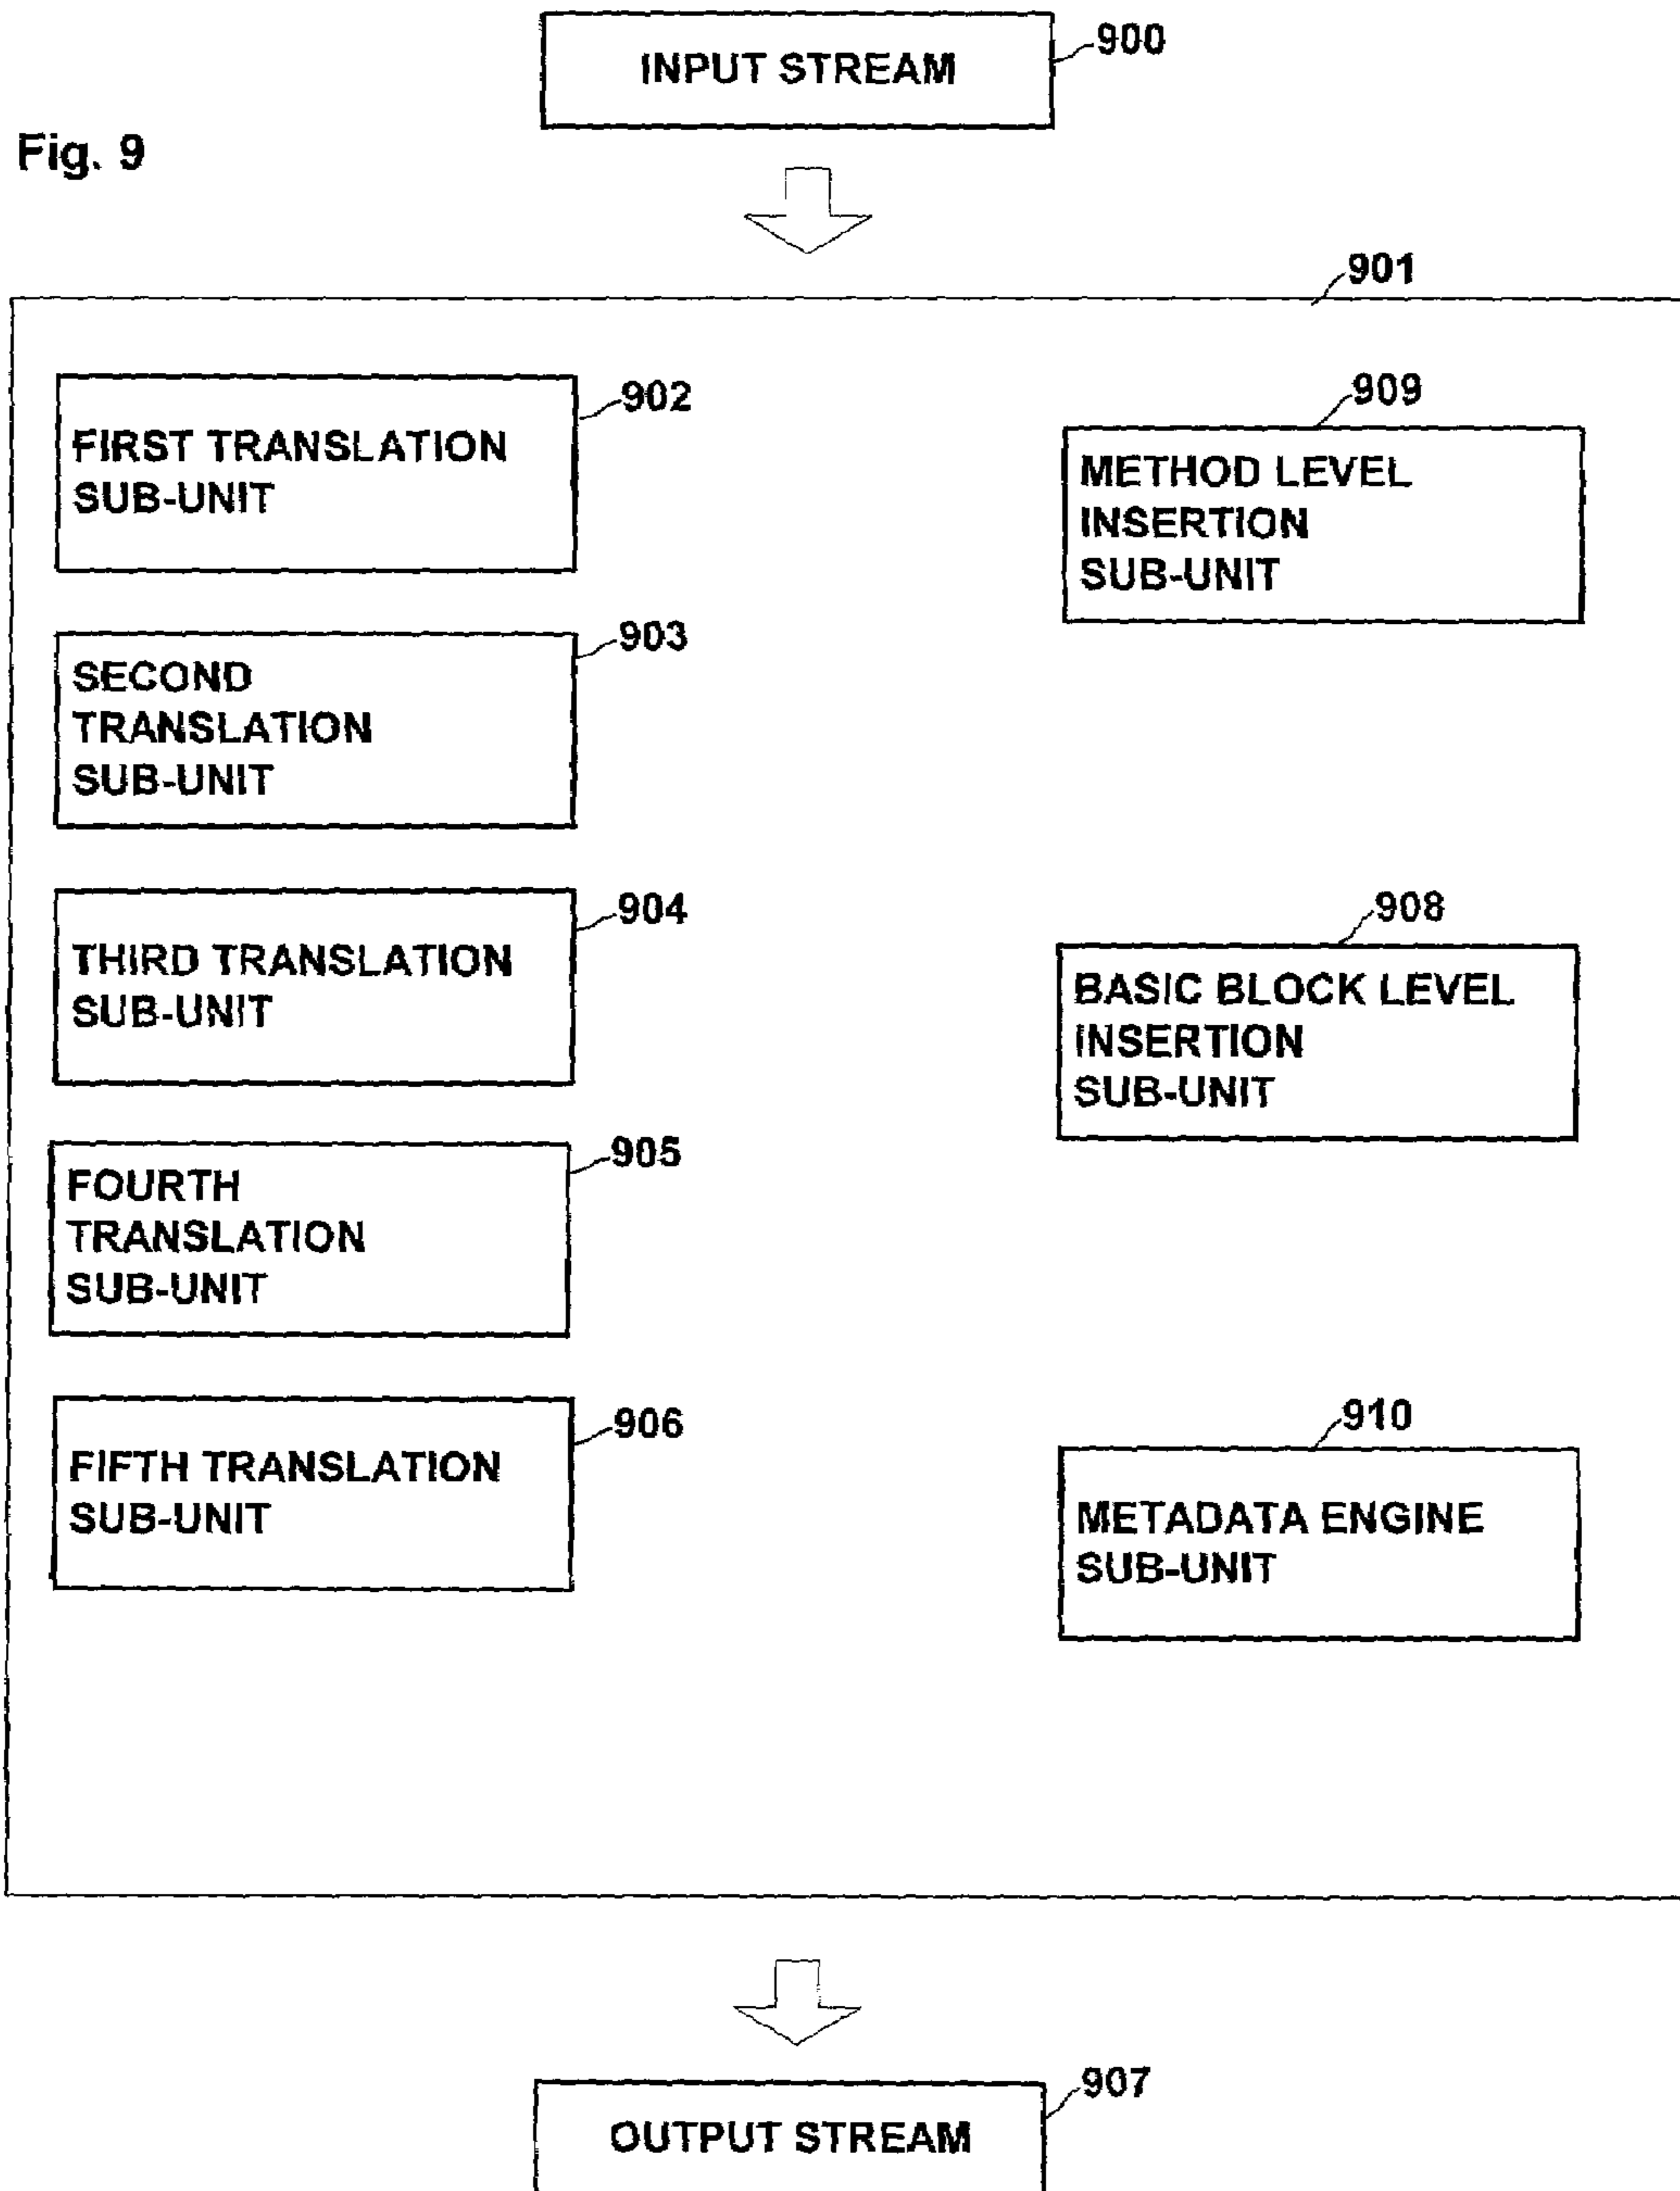 INPUT STREAM
900
Fig. 9
901
902
FIRST TRANSLATION
SUB-UNIT
909
METHOD LEVEL
INSERTION
SUB-UNIT
903
SECOND
TRANSLATION
SUB-UNIT
904
THIRD TRANSLATION
SUB-UNIT
908
BASIC BLOCK LEVEL
INSERTION
SUB-UNIT
905
FOURTH
TRANSLATION
SUB-UNIT
906
FIFTH TRANSLATION
SUB-UNIT
910
METADATA ENGINE
SUB-UNIT
907
OUTPUT STREAM